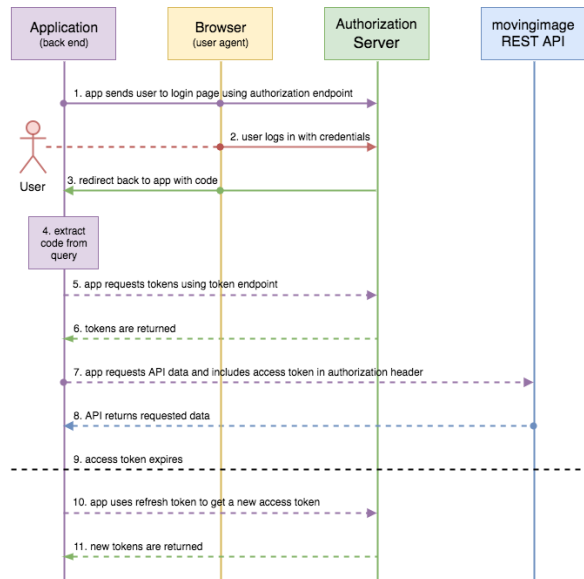 Application
(back end)
Browser
(user agent)
Authorization
Server
movingimage
REST API
1. app sends user to login page using authorization endpoint
2. user logs in with credentials
User
3. redirect back to app with code
4. extract
code from
query
5. app requests tokens using token endpoint
6. tokens are returned
7. app requests API data and includes access token in authorization header
8. API returns requested data
9. access token expires
10. app uses refresh token to get a new access token
11. new tokens are returned